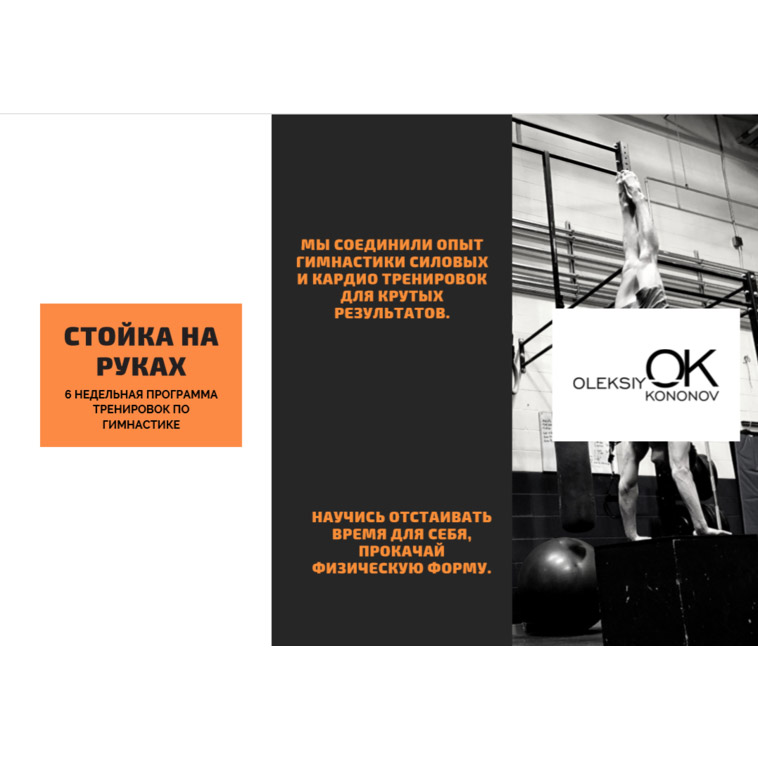 СТОЙКА НА
РУКАХ
6 НЕДЕЛЬНАЯ ПРОГРАММА
ТРЕНИРОВОК ПО
ГИМНАСТИКЕ
МЫ СОЕДИНИЛИ ОПЫТ
ГИМНАСТИКИ СИЛОВЫХ
И КАРДИО ТРЕНИРОВОК
ДЛЯ КРУТЫХ
РЕЗУЛЬТАТОВ.
НАУЧИСЬ ОТСТАИВАТЬ
ВРЕМЯ ДЛЯ СЕБЯ,
ПРОКАЧАЙ
ФИЗИЧЕСКУЮ ФОРМУ.
OLEKSIY OK
KONONOV